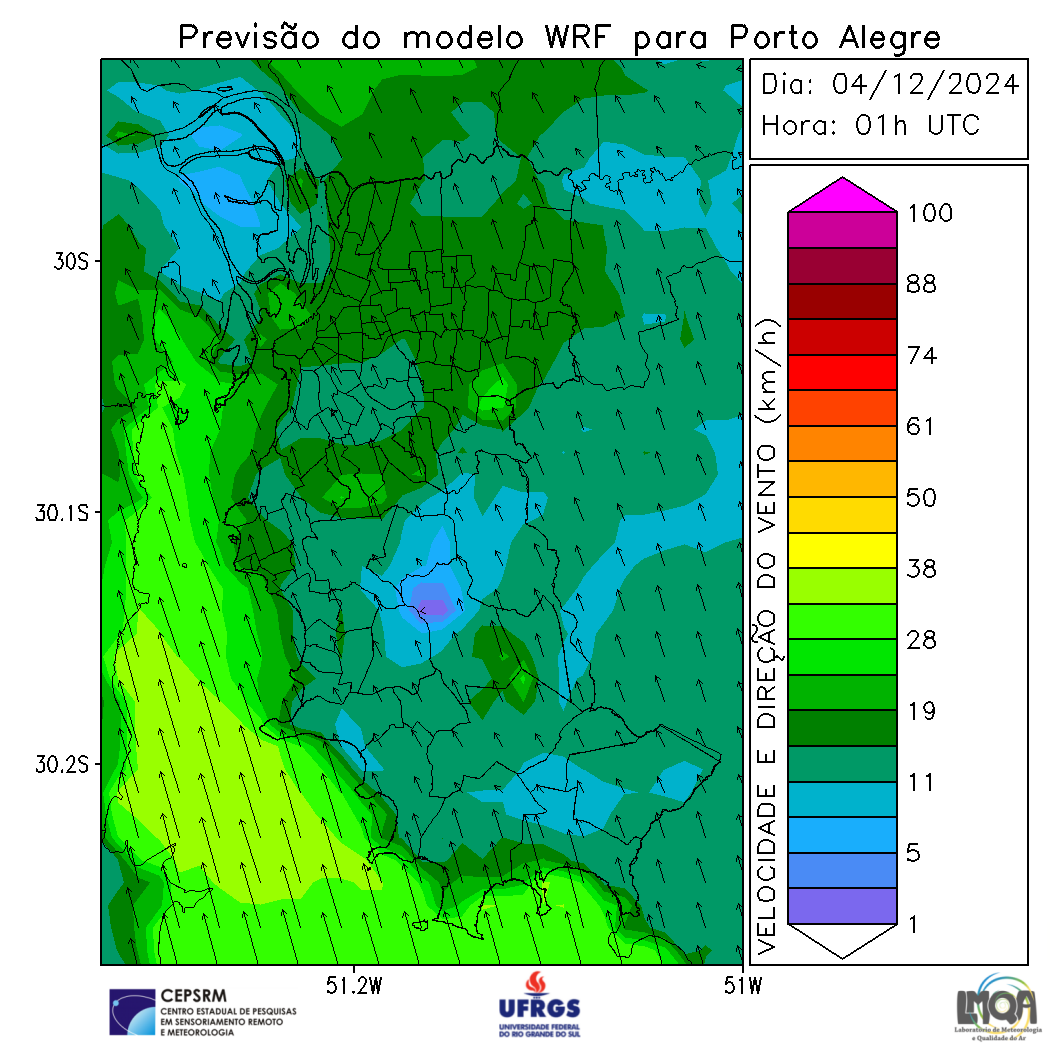 Previsão do modelo WRF para Porto Alegre
Dia: 04/12/2024
Hora: 01h UTC
30S
30.1S
30.2S
51.2W
51W
VELOCIDADE E DIREÇÃO DO VENTO (km/h)
100
88
74
61
50
38
28
19
11
5
1
CEPSRM
CENTRO ESTADUAL DE PESQUISAS
EM SENSORIAMENTO REMOTO
E METEOROLOGIA
UFRGS
UNIVERSIDADE FEDERAL
DO RIO GRANDE DO SUL
LMQA
Laboratório de Meteorologia
e Qualidade do Ar